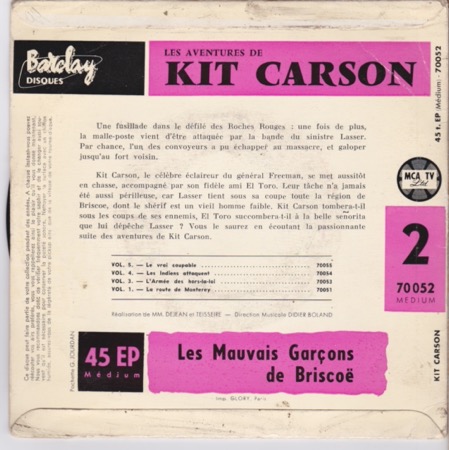 Barclay
DISQUES
LES AVENTURES DE
KIT CARSON
45 t. EP Médium : 70052
Une fusillade dans le défilé des Roches Rouges : une fois de plus,
la malle-poste vient d'être attaquée par la bande du sinistre Lasser.
Par chance, l'un des convoyeurs a pu échapper au massacre, et galoper
jusqu'au fort voisin.
Kit Carson, le célèbre éclaireur du général Freeman, se met aussitôt
en chasse, accompagné par son fidèle ami El Toro. Leur tâche n'a jamais
été aussi périlleuse, car Lasser tient sous sa coupe toute la région de
Briscoe, dont le shérif est un vieil homme faible. Kit Carson tombera-t-il
sous les coups de ses ennemis, El Toro succombera-t-il à la belle señorita
que lui dépêche Lasser ? Vous le saurez en écoutant la passionnante
suite des aventures de Kit Carson.
MCA TV
Ltd
2
70052
MEDIUM
VOL. 5. — Le vrai coupable 70055
VOL. 4. — Les Indiens attaquent 70054
VOL. 3. — L'Armée des hors-la-loi 70053
VOL. 1. — La route de Monterey 70051
Réalisation de MM. DEJEAN et TEISSEIRE — Direction Musicale DIDIER BOLAND
45 EP
Médium
Les Mauvais Garçons
de Briscoë
KIT CARSON
Pochette G. JOURDAN
Imp. GLORY, Paris